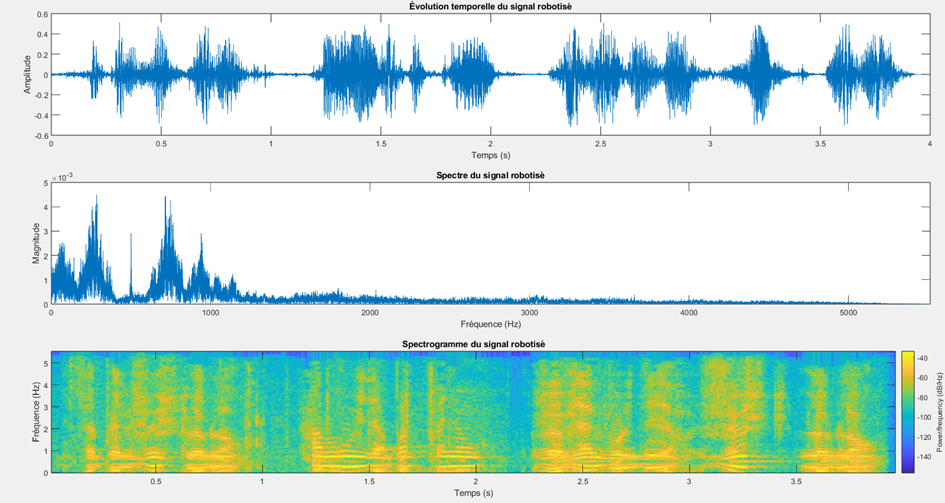 Évolution temporelle du signal robotisè
0.6
0.4
0.2
0
-0.2
-0.4
-0.6
Amplitude
0 0.5 1 1.5 2 2.5 3 3.5 4
Temps (s)
Spectre du signal robotisè
×10⁻³
5
4
3
2
1
0
Magnitude
0 1000 2000 3000 4000 5000
Fréquence (Hz)
Spectrogramme du signal robotisè
5
4
3
2
1
0
Fréquence (Hz)
0.5 1 1.5 2 2.5 3 3.5
Temps (s)
-40
-60
-80
-100
-120
-140
Power/frequency (dB/Hz)